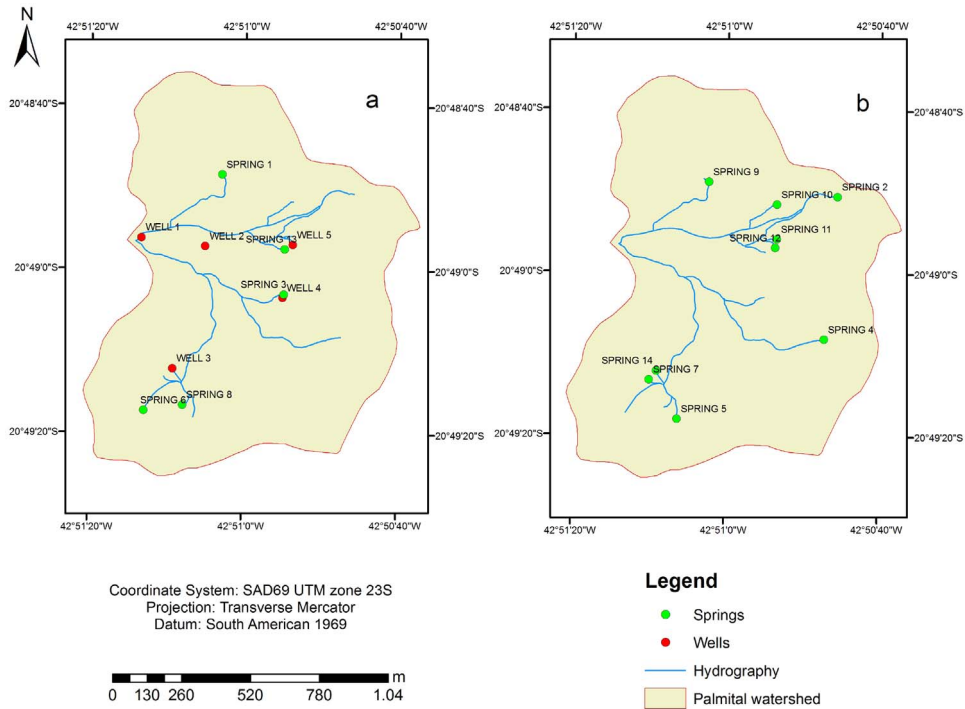 N
42°51'20"W 42°51'0"W 42°50'40"W
42°51'20"W 42°51'0"W 42°50'40"W
a
b
20°48'40"S
20°48'40"S
20°48'40"S
20°48'40"S
SPRING 1
WELL 1
WELL 2
SPRING 13
WELL 5
20°49'0"S
20°49'0"S
SPRING 3
WELL 4
WELL 3
SPRING 6
SPRING 8
20°49'20"S
20°49'20"S
SPRING 9
SPRING 2
SPRING 10
SPRING 11
SPRING 12
20°49'0"S
20°49'0"S
SPRING 4
SPRING 14
SPRING 7
SPRING 5
20°49'20"S
20°49'20"S
42°51'20"W 42°51'0"W 42°50'40"W
42°51'20"W 42°51'0"W 42°50'40"W
Coordinate System: SAD69 UTM zone 23S
Projection: Transverse Mercator
Datum: South American 1969
m
0 130 260 520 780 1.04
Legend
Springs
Wells
Hydrography
Palmital watershed